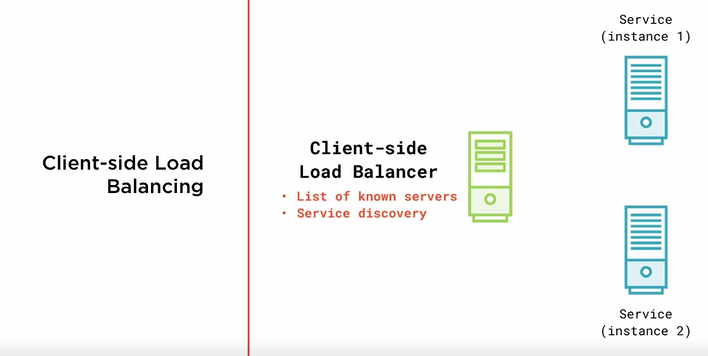 Client-side Load
Balancing
Client-side
Load Balancer
• List of known servers
• Service discovery
Service
(instance 1)
Service
(instance 2)